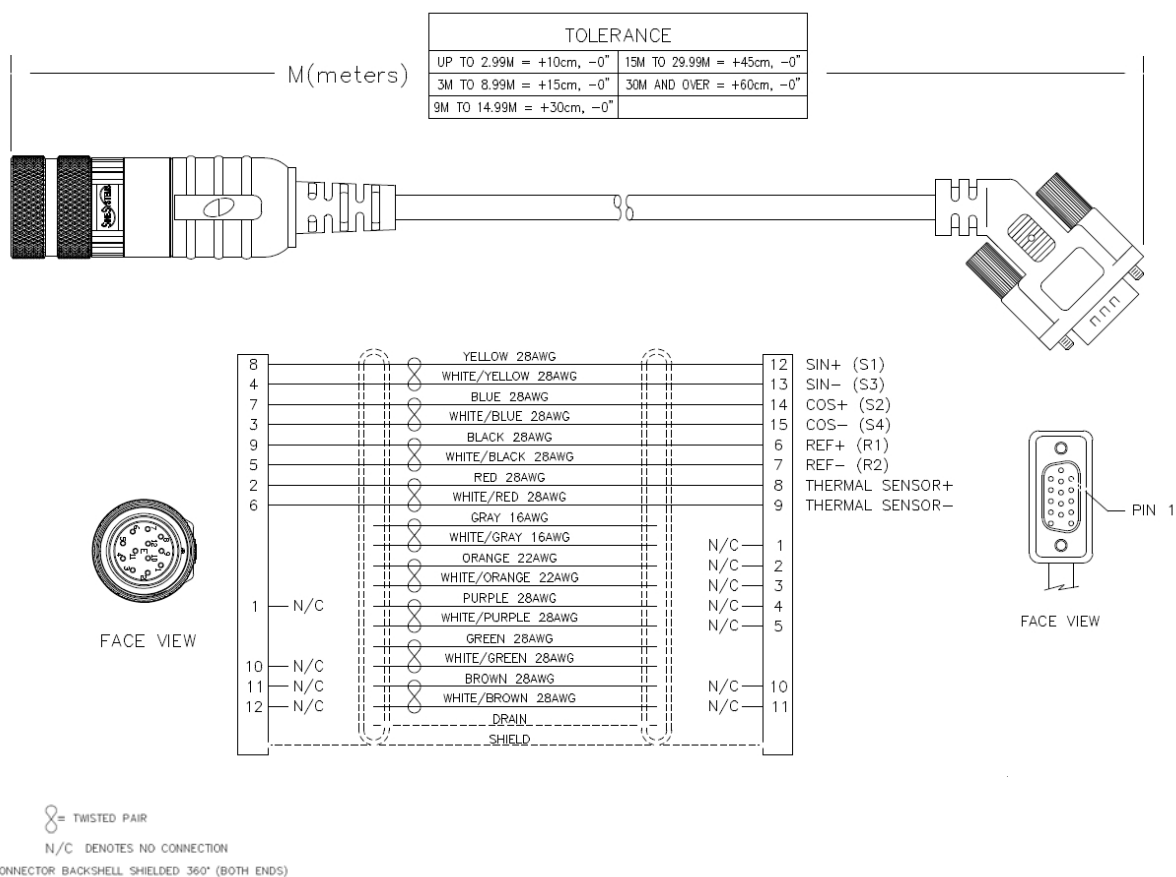 TOLERANCE
M(meters)
UP TO 2.99M = +10cm, -0" 15M TO 29.99M = +45cm, -0"
3M TO 8.99M = +15cm, -0" 30M AND OVER = +60cm, -0"
9M TO 14.99M = +30cm, -0"
8 YELLOW 28AWG 12 SIN+ (S1)
4 WHITE/YELLOW 28AWG 13 SIN- (S3)
7 BLUE 28AWG 14 COS+ (S2)
3 WHITE/BLUE 28AWG 15 COS- (S4)
9 BLACK 28AWG 6 REF+ (R1)
5 WHITE/BLACK 28AWG 7 REF- (R2)
2 RED 28AWG 8 THERMAL SENSOR+
6 WHITE/RED 28AWG 9 THERMAL SENSOR-
GRAY 16AWG
WHITE/GRAY 16AWG N/C 1
ORANGE 22AWG N/C 2
WHITE/ORANGE 22AWG N/C 3
1 N/C PURPLE 28AWG N/C 4
WHITE/PURPLE 28AWG N/C 5
GREEN 28AWG
10 N/C WHITE/GREEN 28AWG
11 N/C BROWN 28AWG N/C 10
12 N/C WHITE/BROWN 28AWG N/C 11
DRAIN
SHIELD
FACE VIEW
PIN 1
FACE VIEW
= TWISTED PAIR
N/C DENOTES NO CONNECTION
ONNECTOR BACKSHELL SHIELDED 360° (BOTH ENDS)